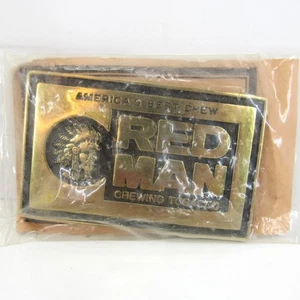 AMERICA'S BEST CHEW
RED
MAN
CHEWING TOBACCO